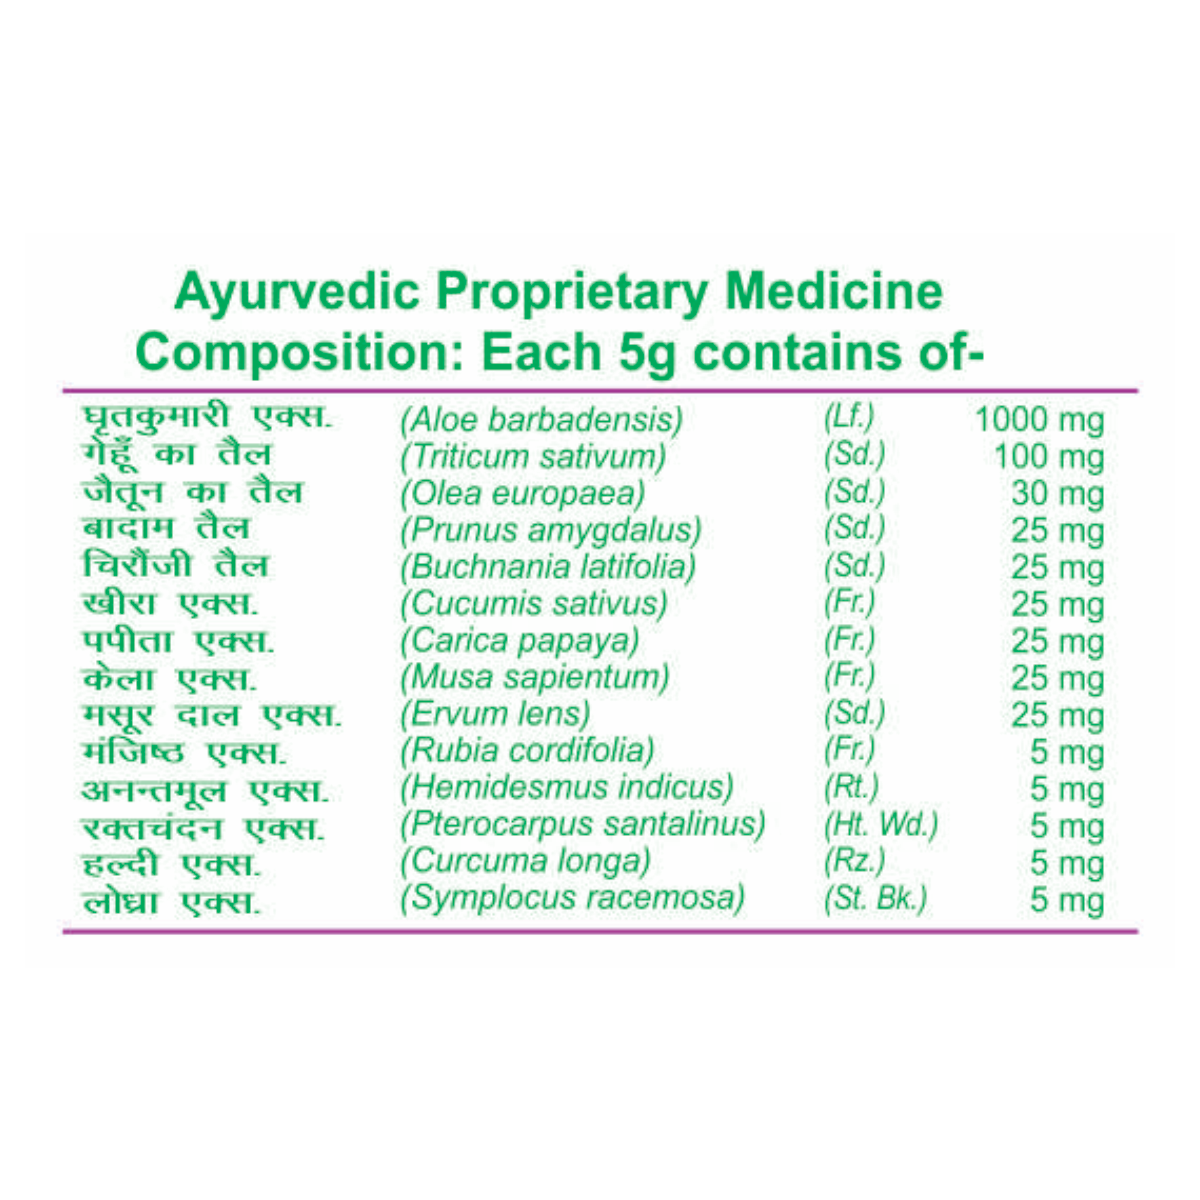 Ayurvedic Proprietary Medicine
Composition: Each 5g contains of-
घृतकुमारी एक्स. (Aloe barbadensis) (Lf.) 1000 mg
गेहूँ का तैल (Triticum sativum) (Sd.) 100 mg
जैतून का तैल (Olea europaea) (Sd.) 30 mg
बादाम तैल (Prunus amygdalus) (Sd.) 25 mg
चिरौंजी तैल (Buchnania latifolia) (Sd.) 25 mg
खीरा एक्स. (Cucumis sativus) (Fr.) 25 mg
पपीता एक्स. (Carica papaya) (Fr.) 25 mg
केला एक्स. (Musa sapientum) (Fr.) 25 mg
मसूर दाल एक्स. (Ervum lens) (Sd.) 25 mg
मंजिष्ठ एक्स. (Rubia cordifolia) (Fr.) 5 mg
अनन्तमूल एक्स. (Hemidesmus indicus) (Rt.) 5 mg
रक्तचंदन एक्स. (Pterocarpus santalinus) (Ht. Wd.) 5 mg
हल्दी एक्स. (Curcuma longa) (Rz.) 5 mg
लोध्रा एक्स. (Symplocus racemosa) (St. Bk.) 5 mg